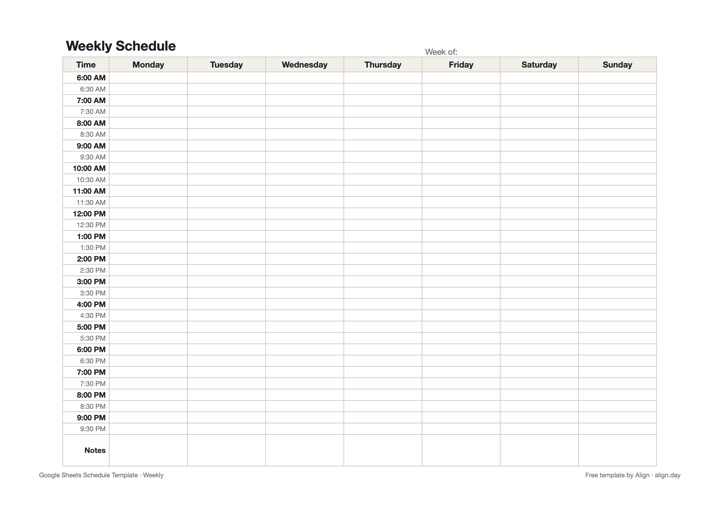 Weekly Schedule
Week of:
Time Monday Tuesday Wednesday Thursday Friday Saturday Sunday
6:00 AM
6:30 AM
7:00 AM
7:30 AM
8:00 AM
8:30 AM
9:00 AM
9:30 AM
10:00 AM
10:30 AM
11:00 AM
11:30 AM
12:00 PM
12:30 PM
1:00 PM
1:30 PM
2:00 PM
2:30 PM
3:00 PM
3:30 PM
4:00 PM
4:30 PM
5:00 PM
5:30 PM
6:00 PM
6:30 PM
7:00 PM
7:30 PM
8:00 PM
8:30 PM
9:00 PM
9:30 PM
Notes
Google Sheets Schedule Template · Weekly
Free template by Align · align.day